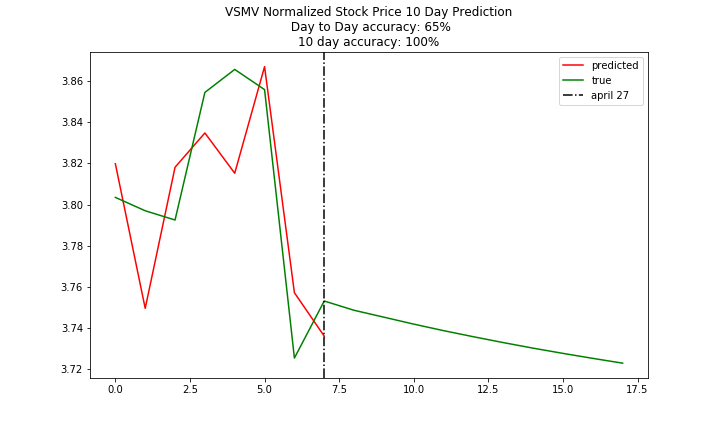 VSMV Normalized Stock Price 10 Day Prediction
Day to Day accuracy: 65%
10 day accuracy: 100%
predicted
true
april 27
3.86
3.84
3.82
3.80
3.78
3.76
3.74
3.72
0.0 2.5 5.0 7.5 10.0 12.5 15.0 17.5